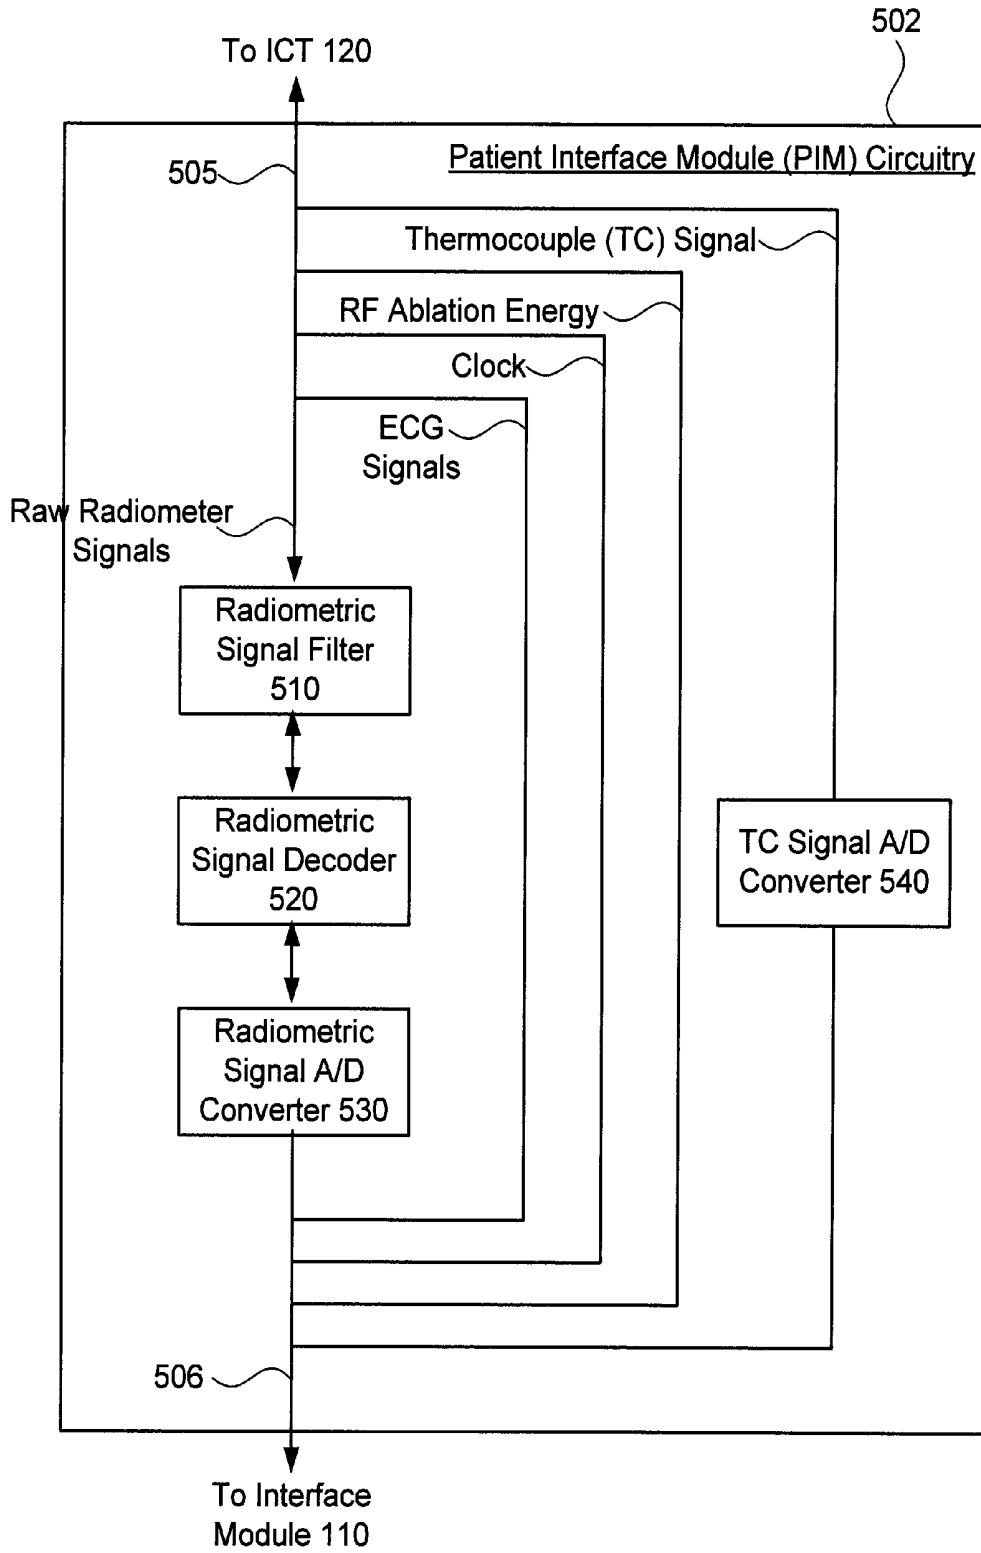 502
To ICT 120
Patient Interface Module (PIM) Circuitry
505
Thermocouple (TC) Signal
RF Ablation Energy
Clock
ECG
Signals
Raw Radiometer
Signals
Radiometric
Signal Filter
510
Radiometric
Signal Decoder
520
TC Signal A/D
Converter 540
Radiometric
Signal A/D
Converter 530
506
To Interface
Module 110